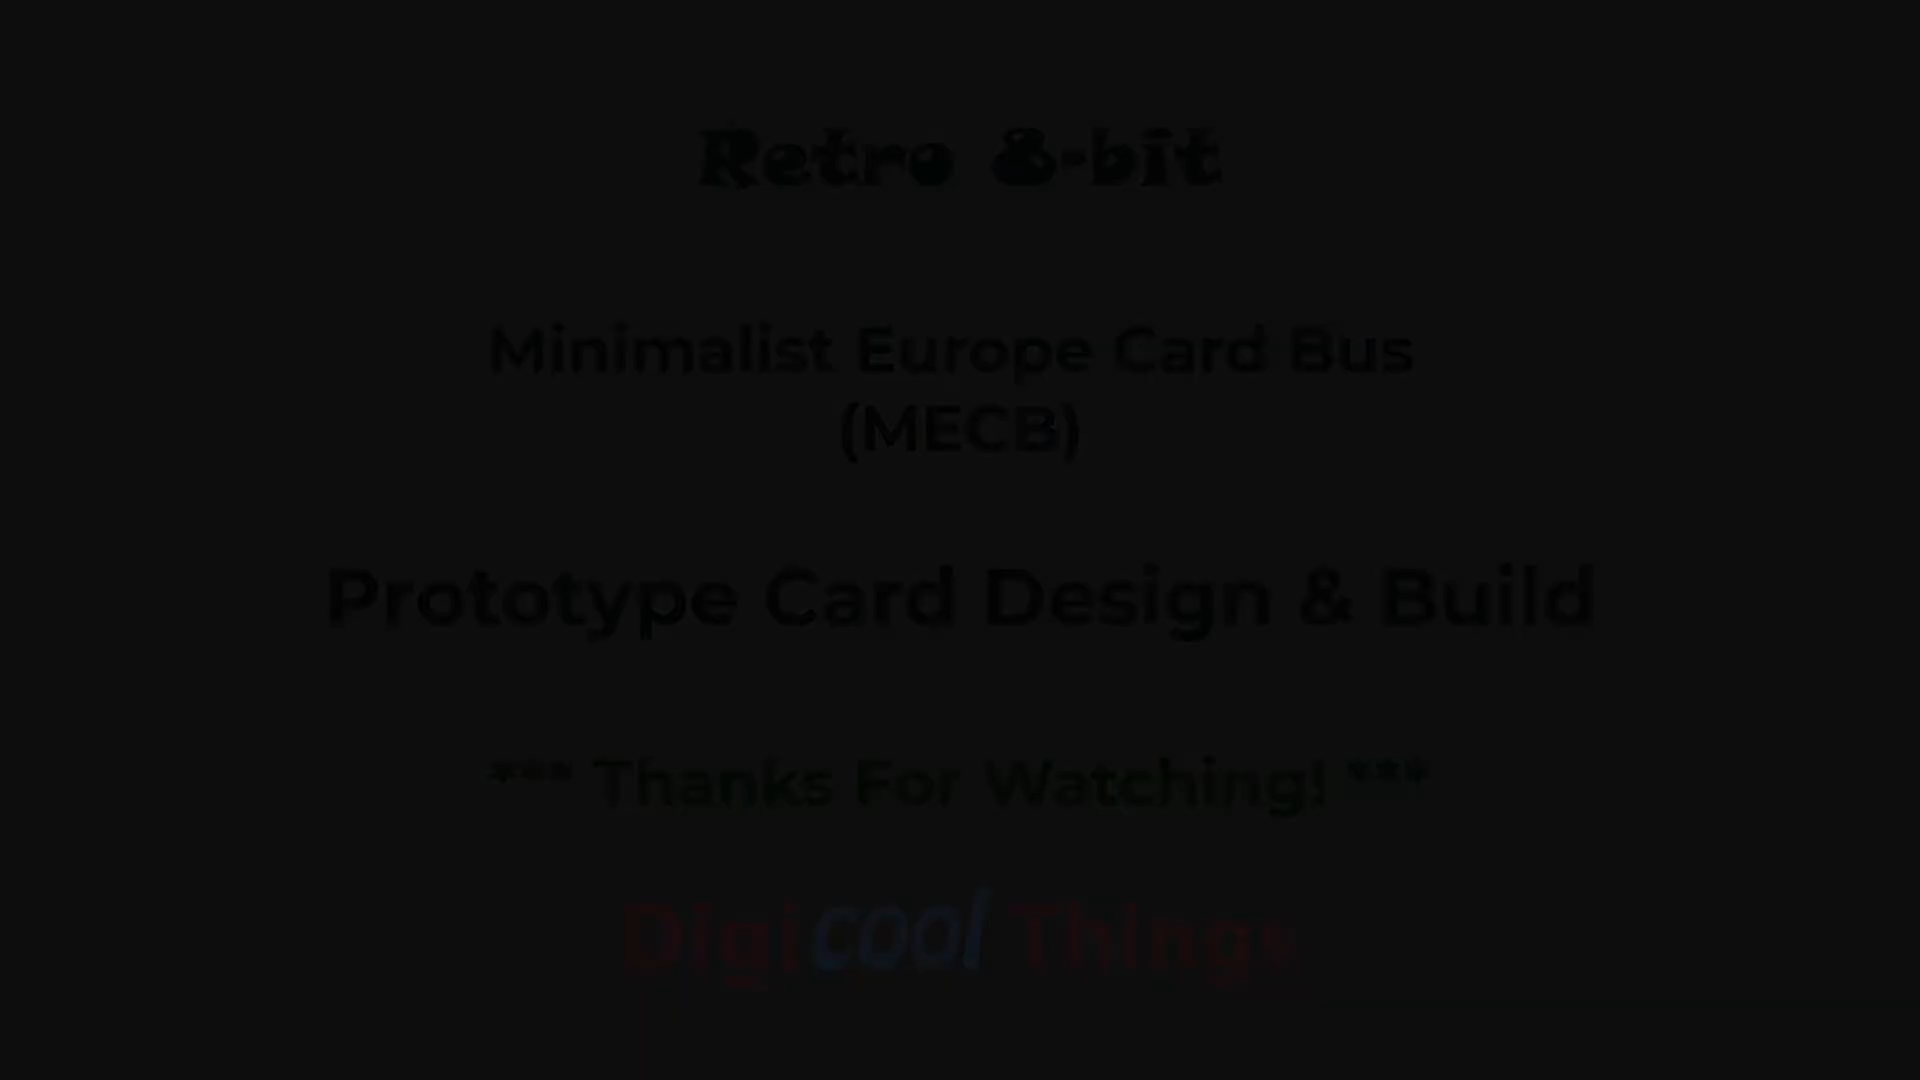 Retro 8-bit
Minimalist Europe Card Bus
(MECB)
Prototype Card Design & Build
*** Thanks For Watching! ***
Digicool Things